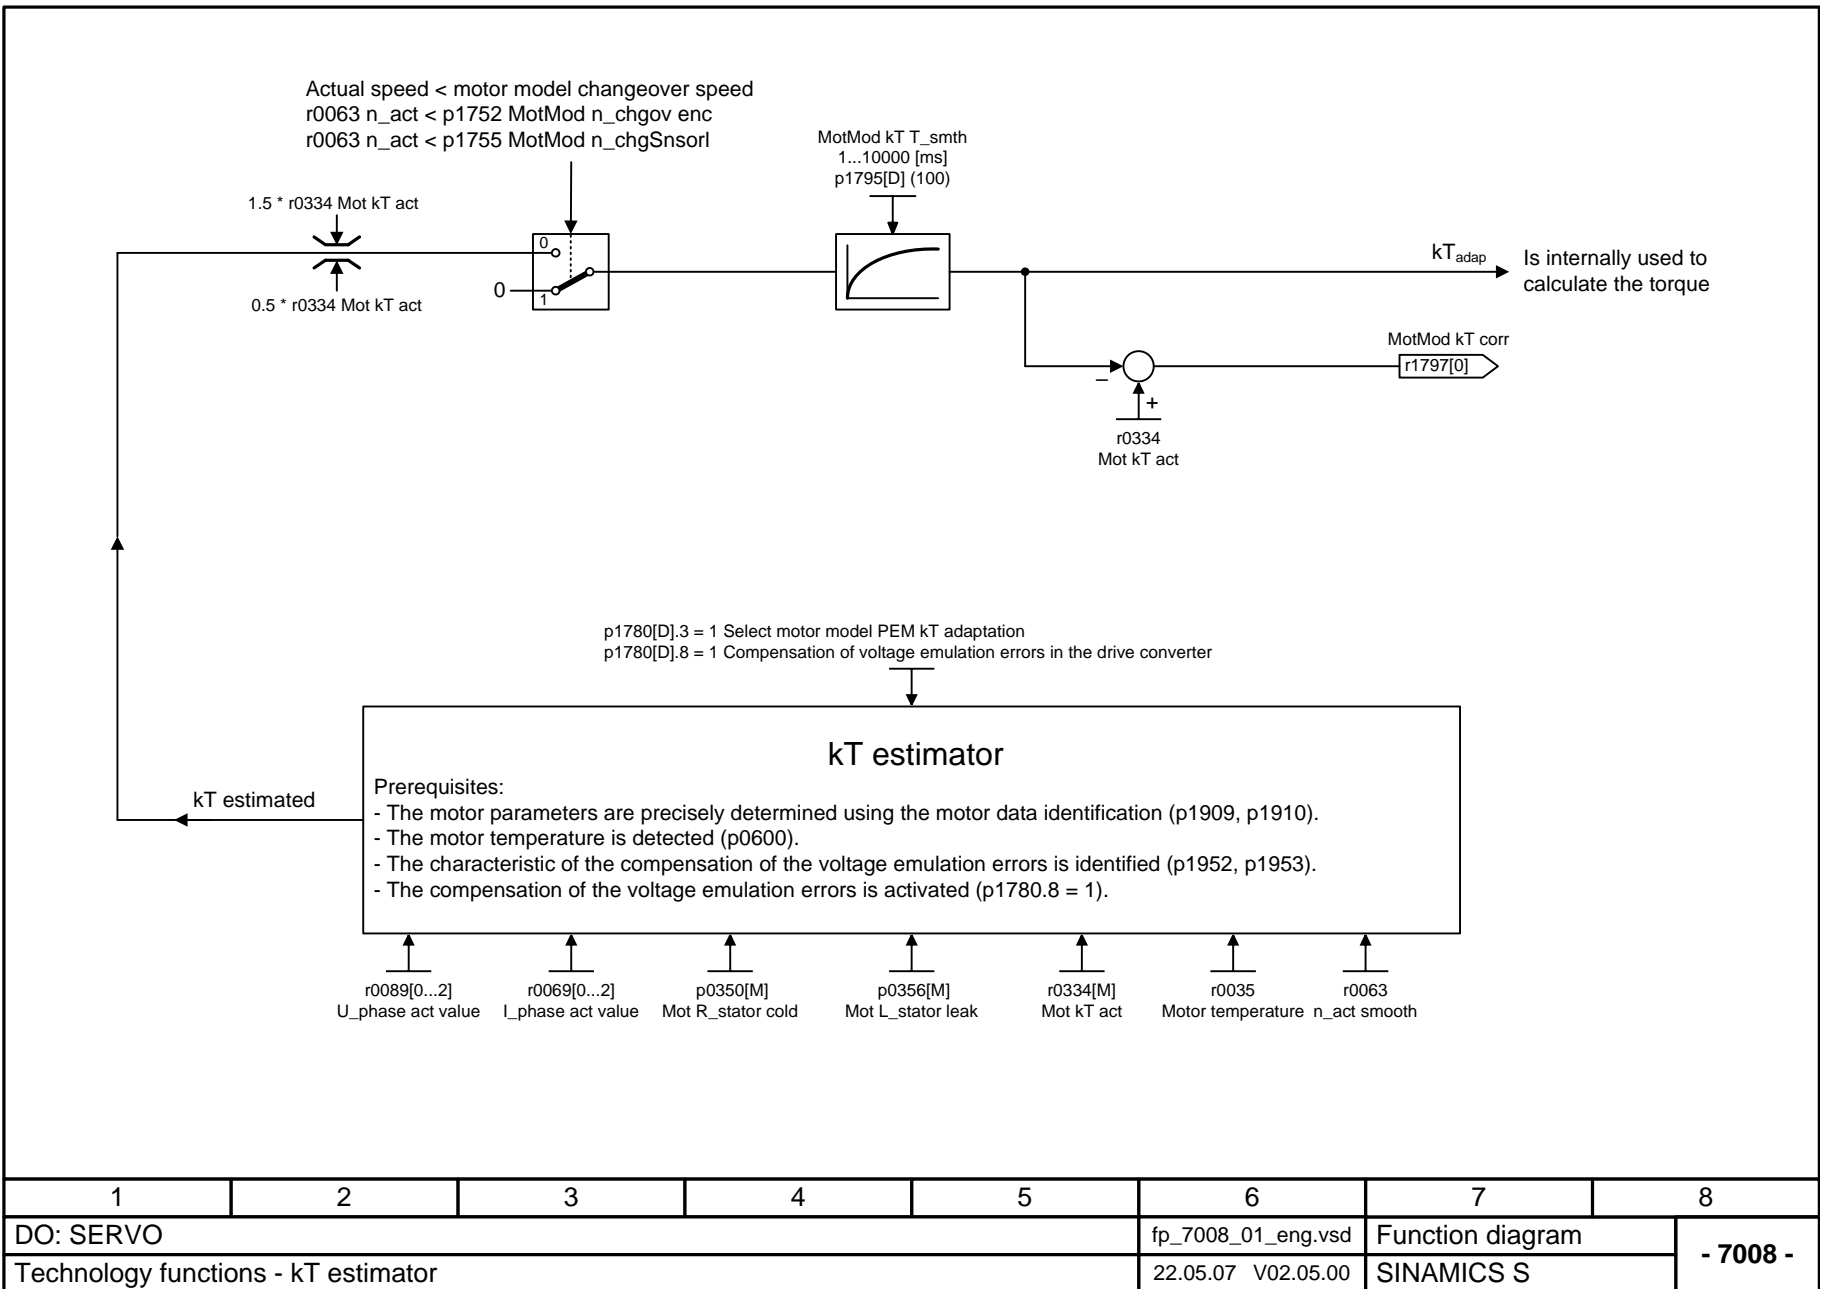 Actual speed < motor model changeover speed
r0063 n_act < p1752 MotMod n_chgov enc
r0063 n_act < p1755 MotMod n_chgSnsorl
MotMod kT T_smth
1...10000 [ms]
p1795[D] (100)
1.5 * r0334 Mot kT act
0.5 * r0334 Mot kT act
0
0
1
kTadap
Is internally used to
calculate the torque
MotMod kT corr
r1797[0]
–
+
r0334
Mot kT act
p1780[D].3 = 1 Select motor model PEM kT adaptation
p1780[D].8 = 1 Compensation of voltage emulation errors in the drive converter
kT estimator
kT estimated
Prerequisites:
- The motor parameters are precisely determined using the motor data identification (p1909, p1910).
- The motor temperature is detected (p0600).
- The characteristic of the compensation of the voltage emulation errors is identified (p1952, p1953).
- The compensation of the voltage emulation errors is activated (p1780.8 = 1).
r0089[0...2]
U_phase act value
r0069[0...2]
I_phase act value
p0350[M]
Mot R_stator cold
p0356[M]
Mot L_stator leak
r0334[M]
Mot kT act
r0035
Motor temperature
r0063
n_act smooth
1 2 3 4 5 6 7 8
DO: SERVO
fp_7008_01_eng.vsd
Function diagram
- 7008 -
Technology functions - kT estimator
22.05.07 V02.05.00
SINAMICS S